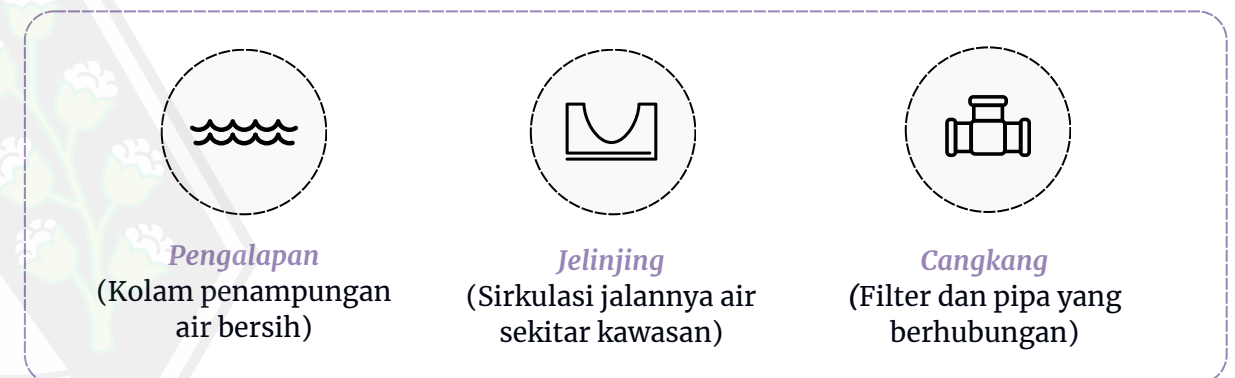 Pengalapan
(Kolam penampungan
air bersih)
Jelinjing
(Sirkulasi jalannya air
sekitar kawasan)
Cangkang
(Filter dan pipa yang
berhubungan)